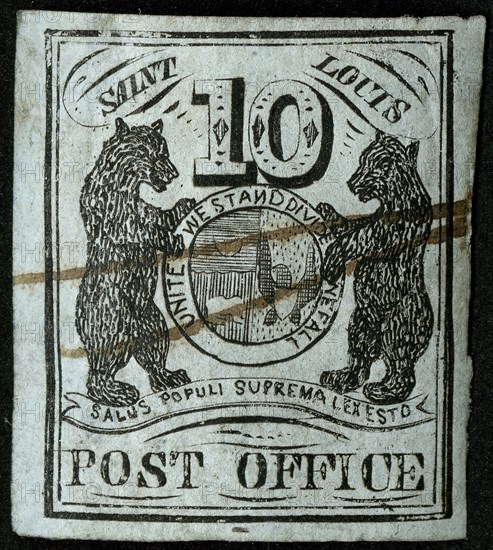 SAINT LOUIS
10
UNITED WE STAND DIVIDED WE FALL
SALUS POPULI SUPREMA LEX ESTO
POST OFFICE